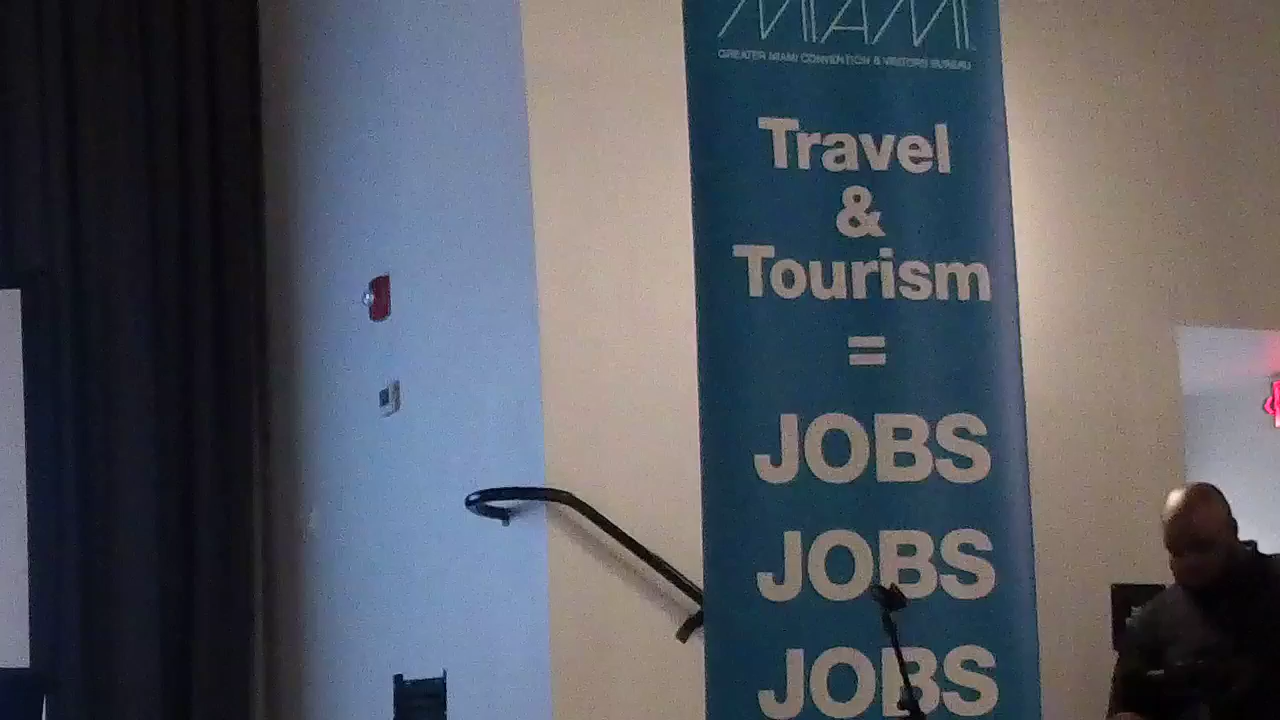 MIAMI
GREATER MIAMI CONVENTION & VISITORS BUREAU
Travel
&
Tourism
=
JOBS
JOBS
JOBS